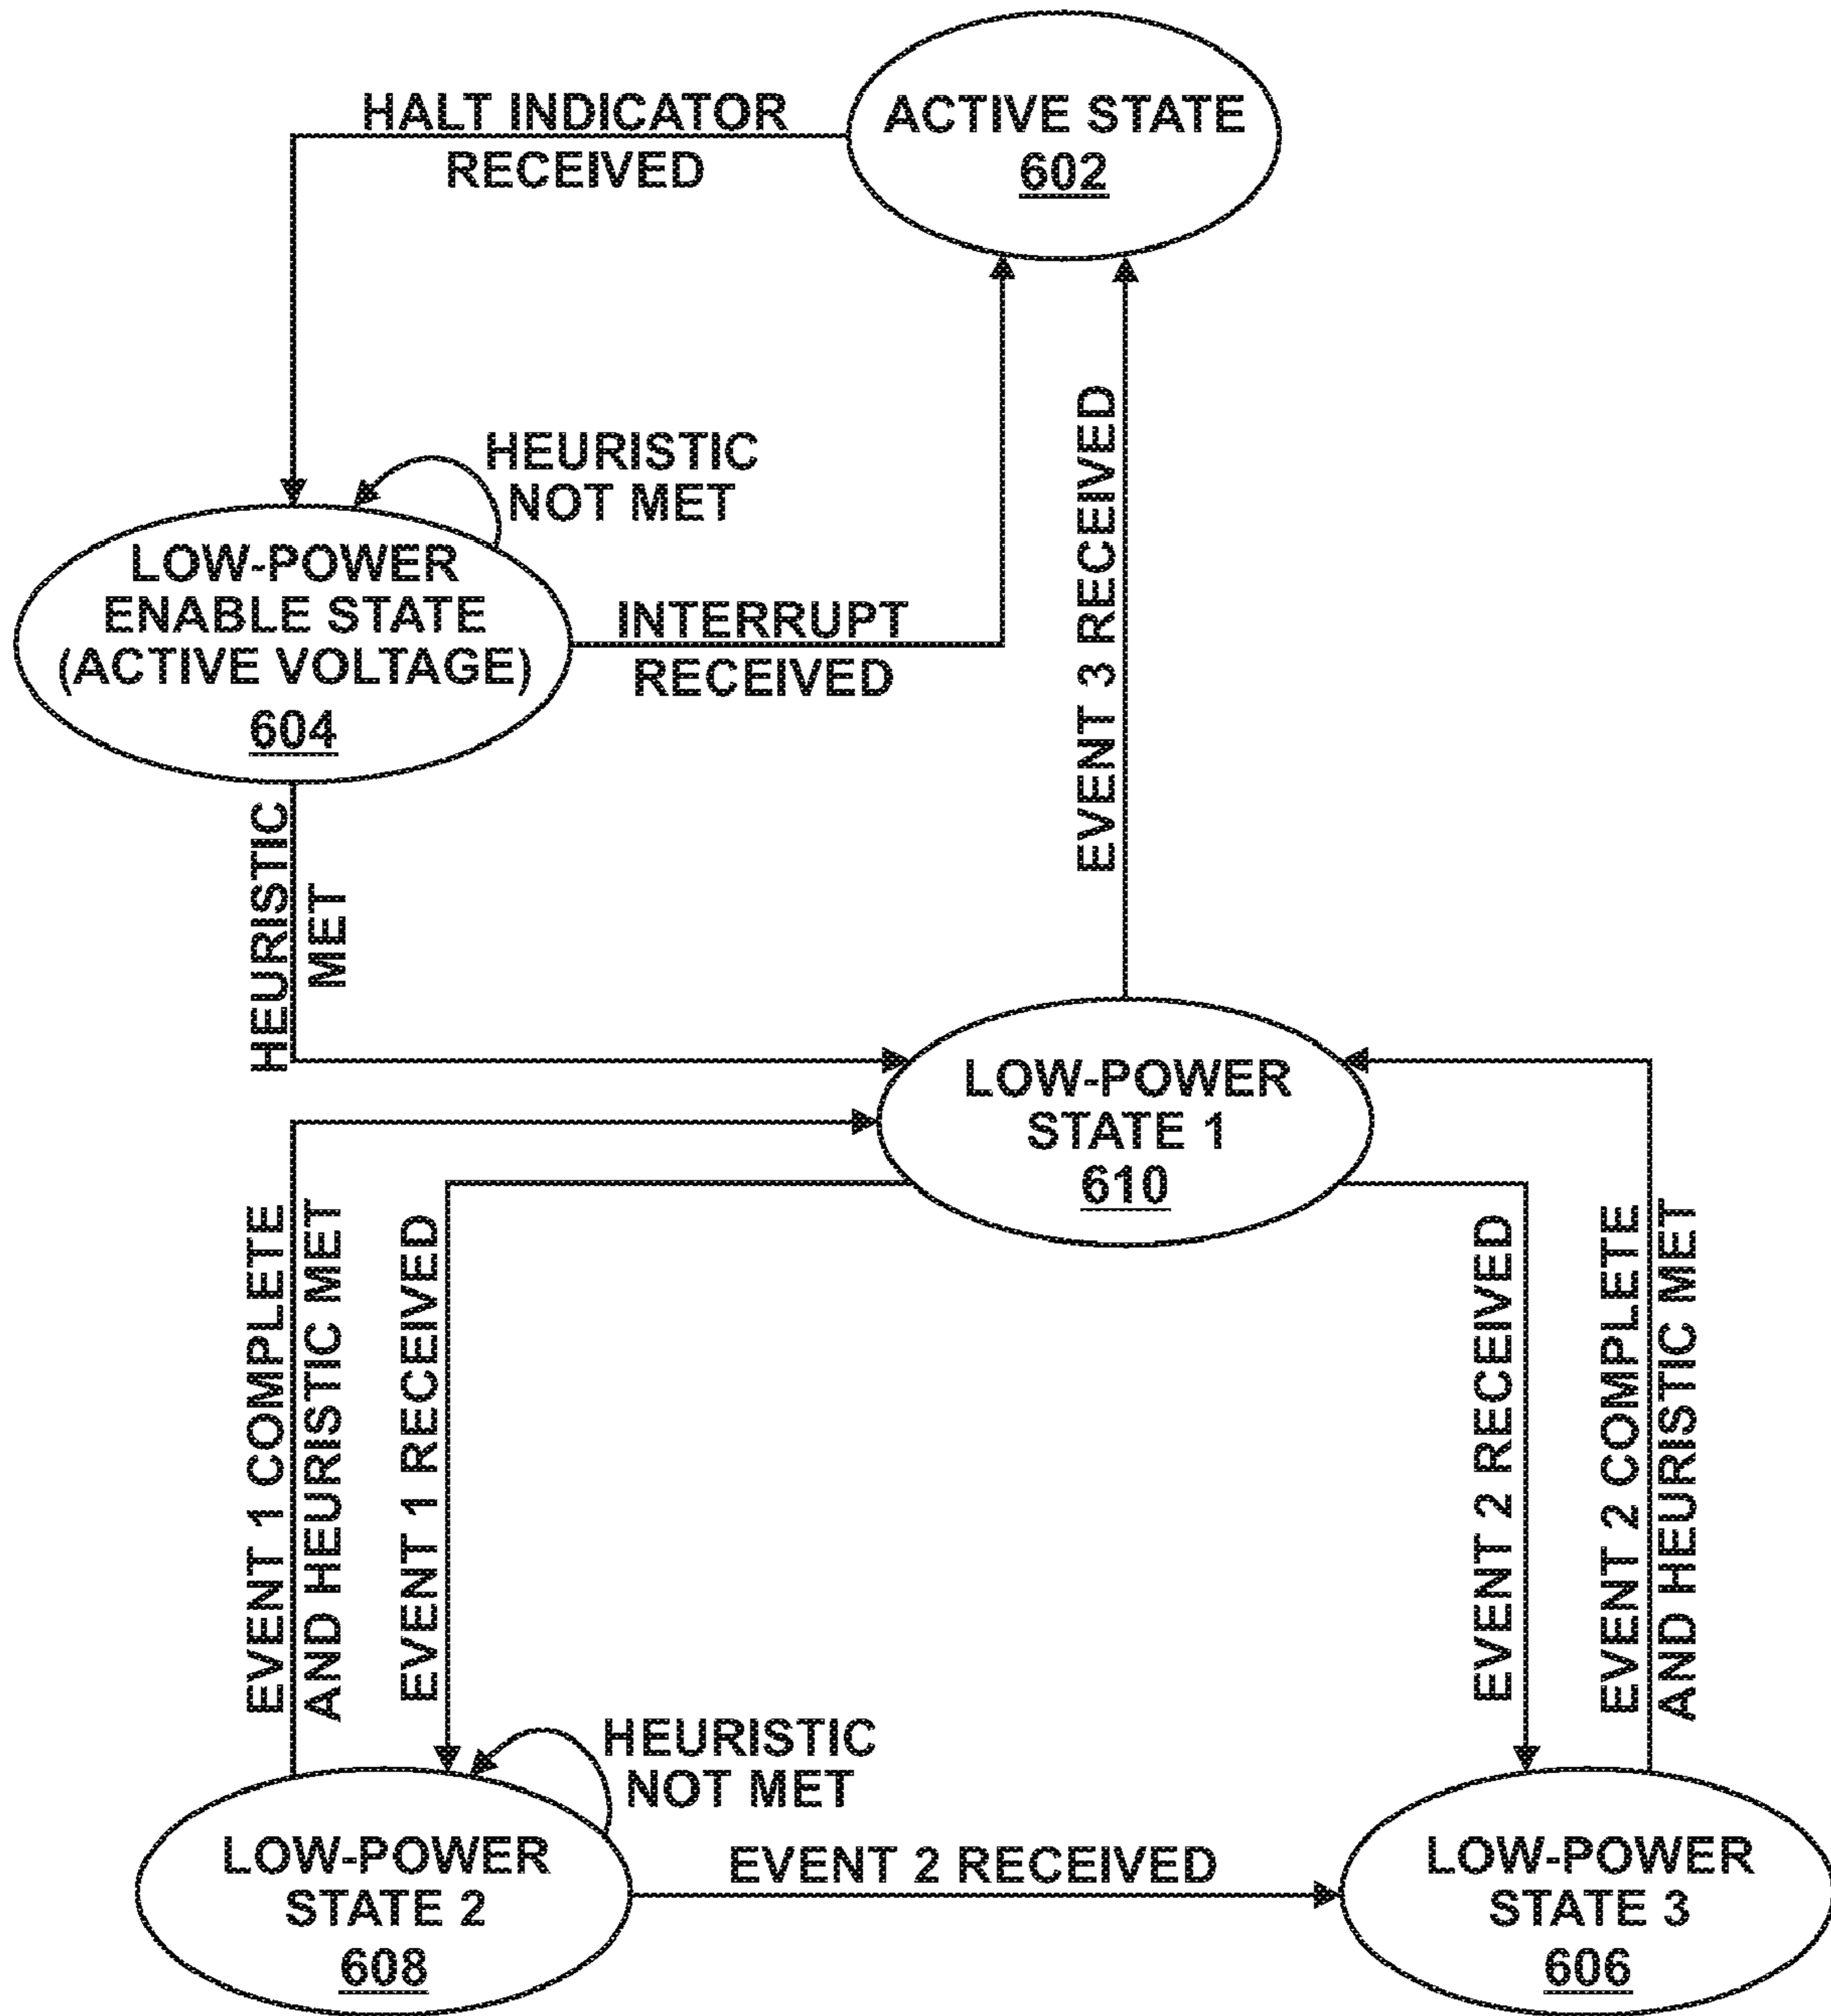 ACTIVE STATE
602
HALT INDICATOR
RECEIVED
HEURISTIC
NOT MET
LOW-POWER
ENABLE STATE
(ACTIVE VOLTAGE)
604
INTERRUPT
RECEIVED
EVENT 3 RECEIVED
HEURISTIC
MET
LOW-POWER
STATE 1
610
EVENT 1 COMPLETE
AND HEURISTIC MET
EVENT 1 RECEIVED
EVENT 2 RECEIVED
EVENT 2 COMPLETE
AND HEURISTIC MET
HEURISTIC
NOT MET
LOW-POWER
STATE 2
608
EVENT 2 RECEIVED
LOW-POWER
STATE 3
606